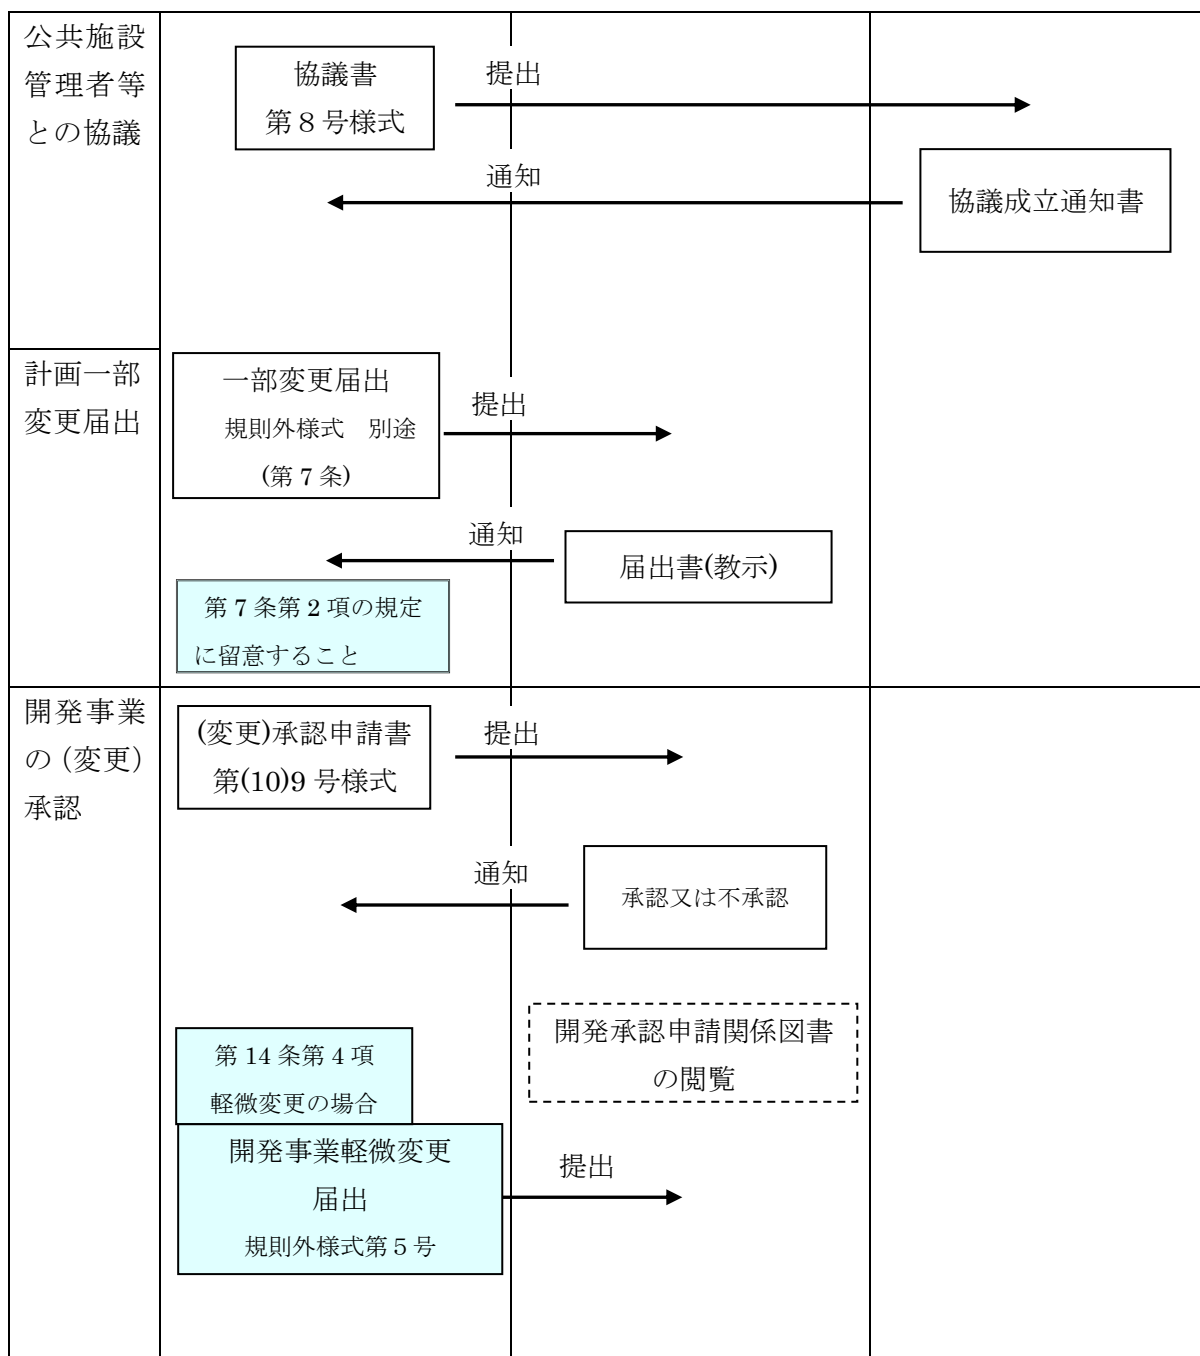 公共施設
管理者等
との協議
協議書
第８号様式
提出
通知
協議成立通知書
計画一部
変更届出
一部変更届出
規則外様式　別途
(第 7 条)
提出
通知
届出書(教示)
第 7 条第 2 項の規定
に留意すること
開発事業
の（変更）
承認
(変更)承認申請書
第(10)9 号様式
提出
通知
承認又は不承認
開発承認申請関係図書
の閲覧
第 14 条第 4 項
軽微変更の場合
開発事業軽微変更
届出
規則外様式第５号
提出